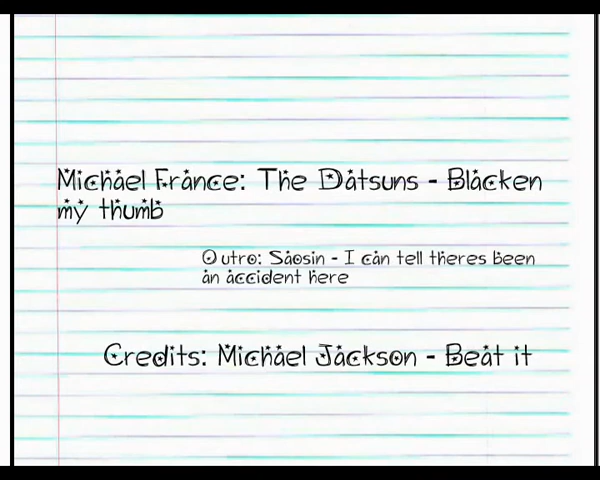 Michael France: The Datsuns - Blacken
my thumb
Outro: Saosin - I can tell theres been
an accident here
Credits: Michael Jackson - Beat it